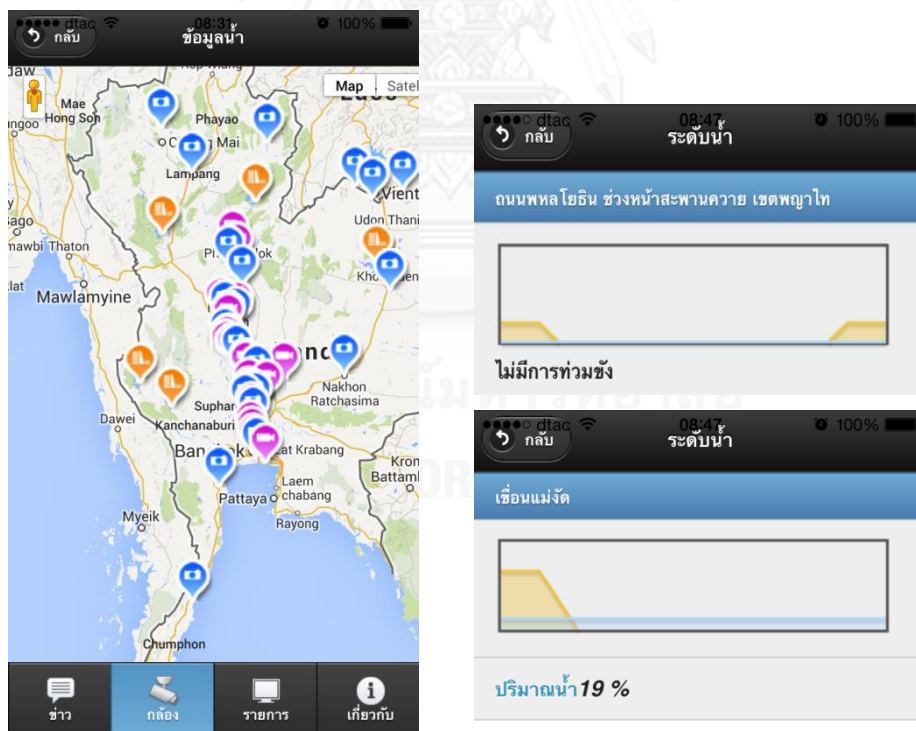 dtac 08:31 100%
กลับ ข้อมูลน้ำ
Map Satel
Mae
Hong Son
Phayao
Mai
Lampang
Vient
Udon Thani
Thaton
Mawlamyine
Nakhon
Ratchasima
Dawei
Kanchanaburi
at Krabang
Kron
Battam
Laem
chabang
Pattaya
Rayong
Myeik
Chumphon
ข่าว กล้อง รายการ เกี่ยวกับ
dtac 08:47 100%
กลับ ระดับน้ำ
ถนนพหลโยธิน ช่วงหน้าสะพานควาย เขตพญาไท
ไม่มีการท่วมขัง
dtac 08:47 100%
กลับ ระดับน้ำ
เขื่อนแม่งัด
ปริมาณน้ำ19 %